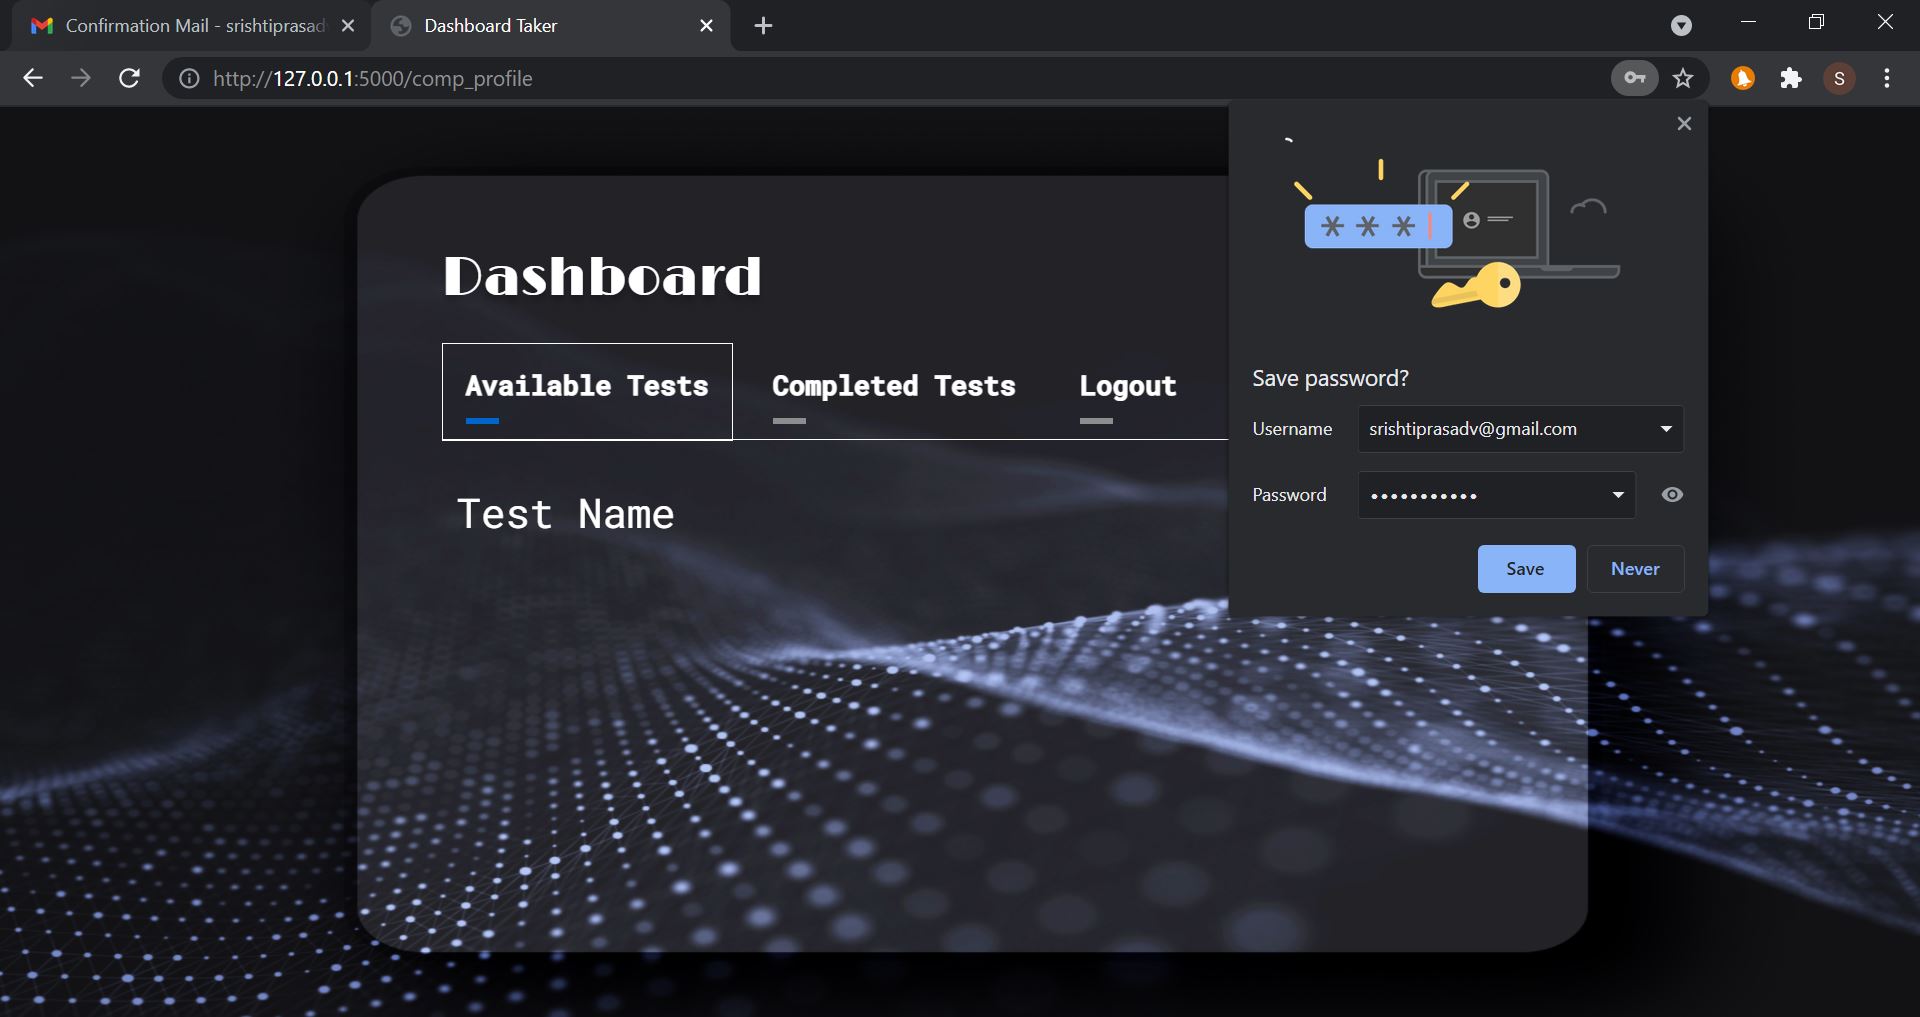 Confirmation Mail - srishtiprasad
Dashboard Taker
http://127.0.0.1:5000/comp_profile
S
Dashboard
Available Tests
Completed Tests
Logout
Test Name
* * *
Save password?
Username
srishtiprasadv@gmail.com
Password
•••••••••••
Save
Never